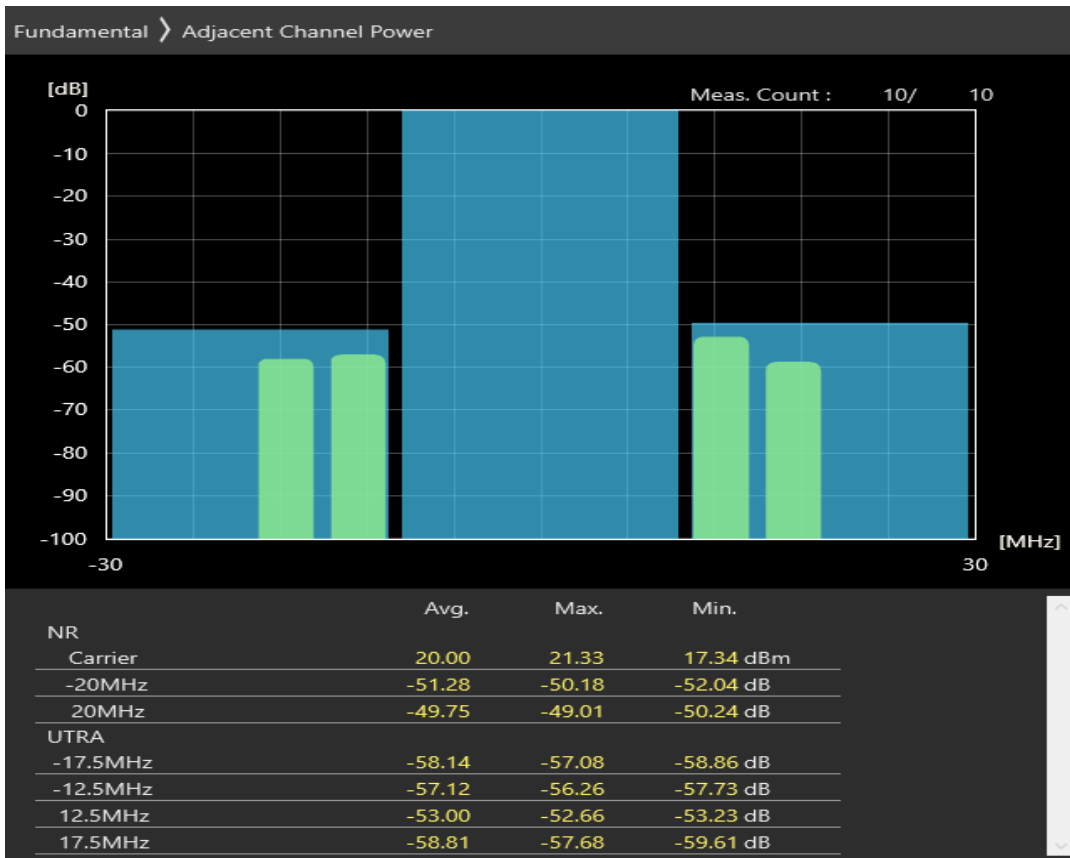 Fundamental 〉 Adjacent Channel Power
[dB]
Meas. Count : 10/ 10
0
-10
-20
-30
-40
-50
-60
-70
-80
-90
-100
[MHz]
-30 30
Avg. Max. Min.
NR
Carrier 20.00 21.33 17.34 dBm
-20MHz -51.28 -50.18 -52.04 dB
20MHz -49.75 -49.01 -50.24 dB
UTRA
-17.5MHz -58.14 -57.08 -58.86 dB
-12.5MHz -57.12 -56.26 -57.73 dB
12.5MHz -53.00 -52.66 -53.23 dB
17.5MHz -58.81 -57.68 -59.61 dB